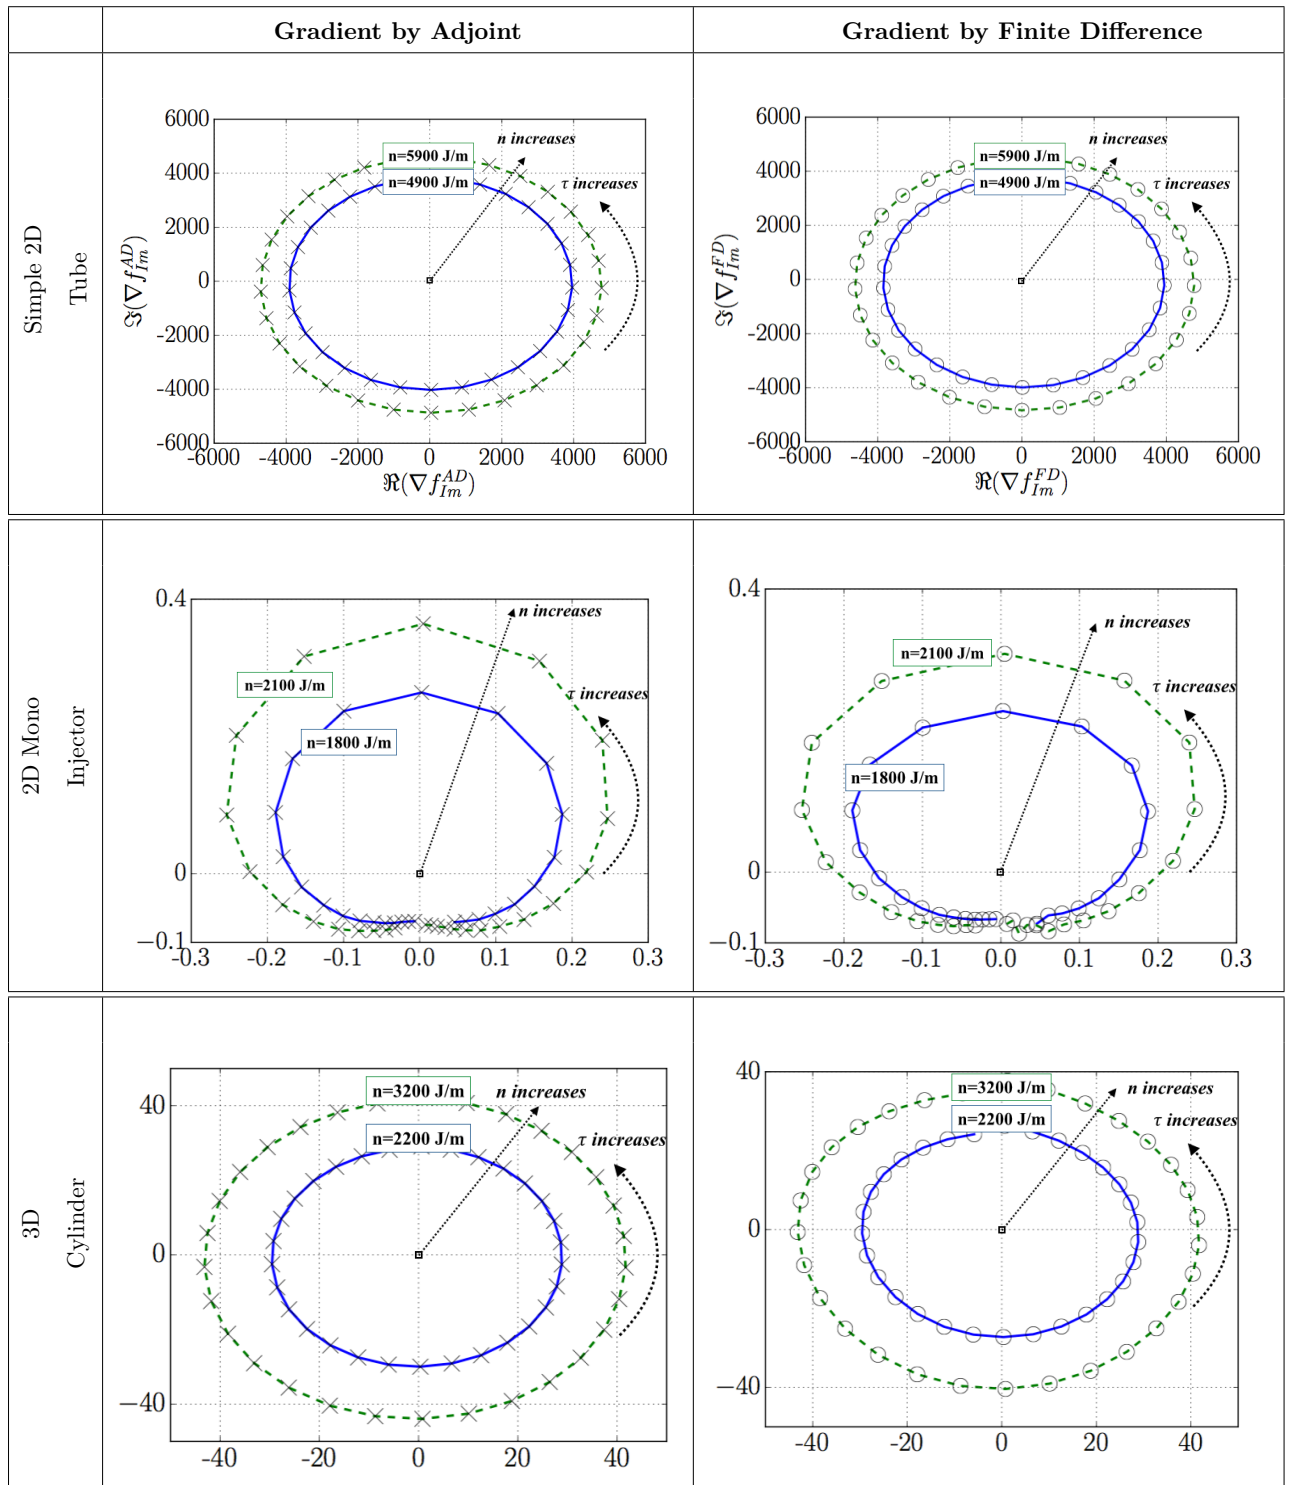 Gradient by Adjoint
Gradient by Finite Difference
Simple 2D
Tube
6000
4000
2000
0
-2000
-4000
-6000
ℑ(∇f_{Im}^{AD})
n=5900 J/m
n=4900 J/m
n increases
τ increases
-6000 -4000 -2000 0 2000 4000 6000
ℜ(∇f_{Im}^{AD})
6000
4000
2000
0
-2000
-4000
-6000
ℑ(∇f_{Im}^{FD})
n=5900 J/m
n=4900 J/m
n increases
τ increases
-6000 -4000 -2000 0 2000 4000 6000
ℜ(∇f_{Im}^{FD})
2D Mono
Injector
0.4
0
−0.1
n increases
n=2100 J/m
τ increases
n=1800 J/m
-0.3 -0.2 -0.1 0.0 0.1 0.2 0.3
0.4
0
−0.1
n increases
n=2100 J/m
τ increases
n=1800 J/m
-0.3 -0.2 -0.1 0.0 0.1 0.2 0.3
3D
Cylinder
40
0
−40
n=3200 J/m
n increases
n=2200 J/m
τ increases
-40 -20 0 20 40
40
0
−40
n=3200 J/m
n increases
n=2200 J/m
τ increases
-40 -20 0 20 40